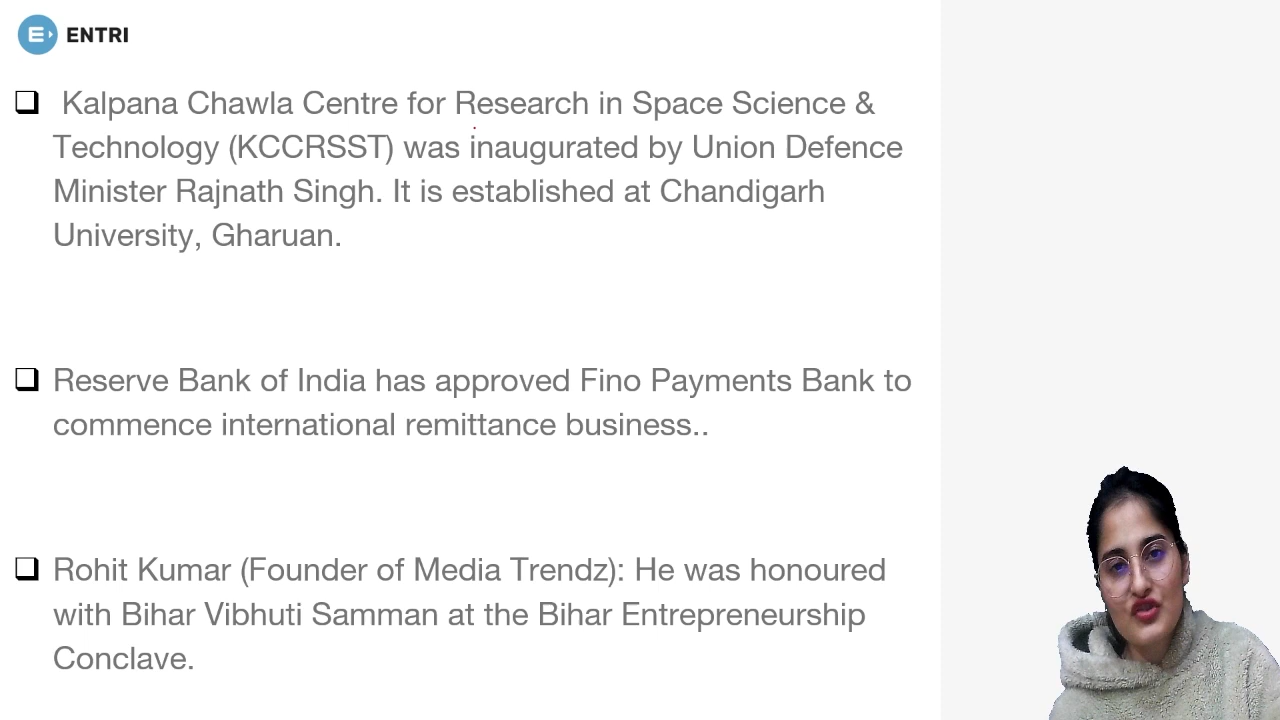 ENTRI
Kalpana Chawla Centre for Research in Space Science &
Technology (KCCRSST) was inaugurated by Union Defence
Minister Rajnath Singh. It is established at Chandigarh
University, Gharuan.
Reserve Bank of India has approved Fino Payments Bank to
commence international remittance business..
Rohit Kumar (Founder of Media Trendz): He was honoured
with Bihar Vibhuti Samman at the Bihar Entrepreneurship
Conclave.